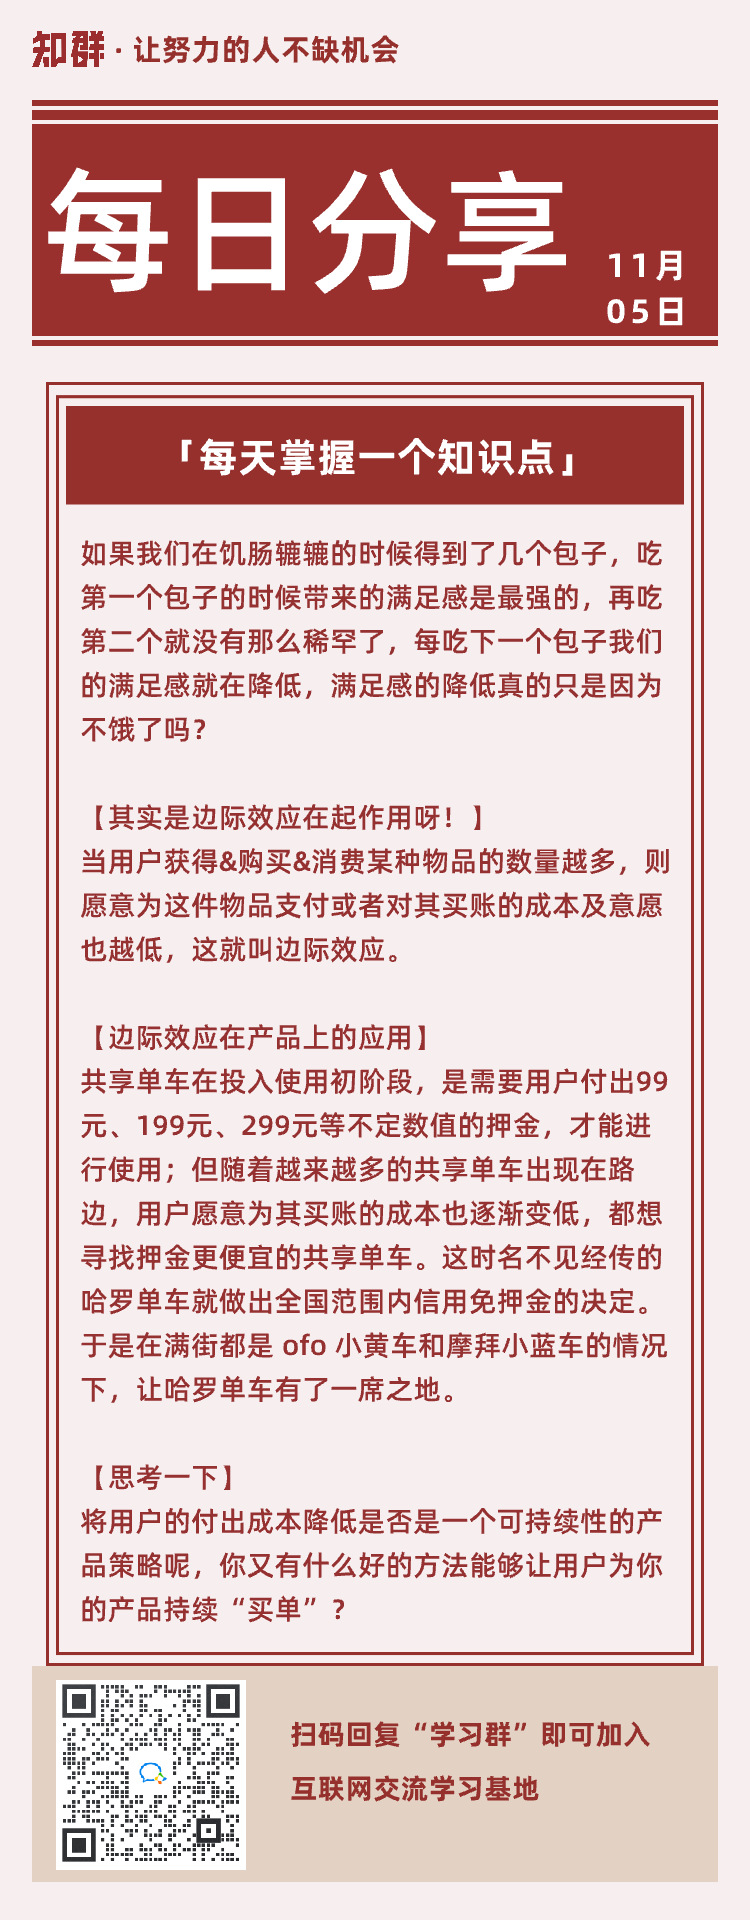 知群·让努力的人不缺机会
每日分享
11月
05日
「每天掌握一个知识点」
如果我们在饥肠辘辘的时候得到了几个包子，吃
第一个包子的时候带来的满足感是最强的，再吃
第二个就没有那么稀罕了，每吃下一个包子我们
的满足感就在降低，满足感的降低真的只是因为
不饿了吗？
【其实是边际效应在起作用呀！】
当用户获得&购买&消费某种物品的数量越多，则
愿意为这件物品支付或者对其买账的成本及意愿
也越低，这就叫边际效应。
【边际效应在产品上的应用】
共享单车在投入使用初阶段，是需要用户付出99
元、199元、299元等不定数值的押金，才能进
行使用；但随着越来越多的共享单车出现在路
边，用户愿意为其买账的成本也逐渐变低，都想
寻找押金更便宜的共享单车。这时名不见经传的
哈罗单车就做出全国范围内信用免押金的决定。
于是在满街都是 ofo 小黄车和摩拜小蓝车的情况
下，让哈罗单车有了一席之地。
【思考一下】
将用户的付出成本降低是否是一个可持续性的产
品策略呢，你又有什么好的方法能够让用户为你
的产品持续“买单”？
扫码回复“学习群”即可加入
互联网交流学习基地